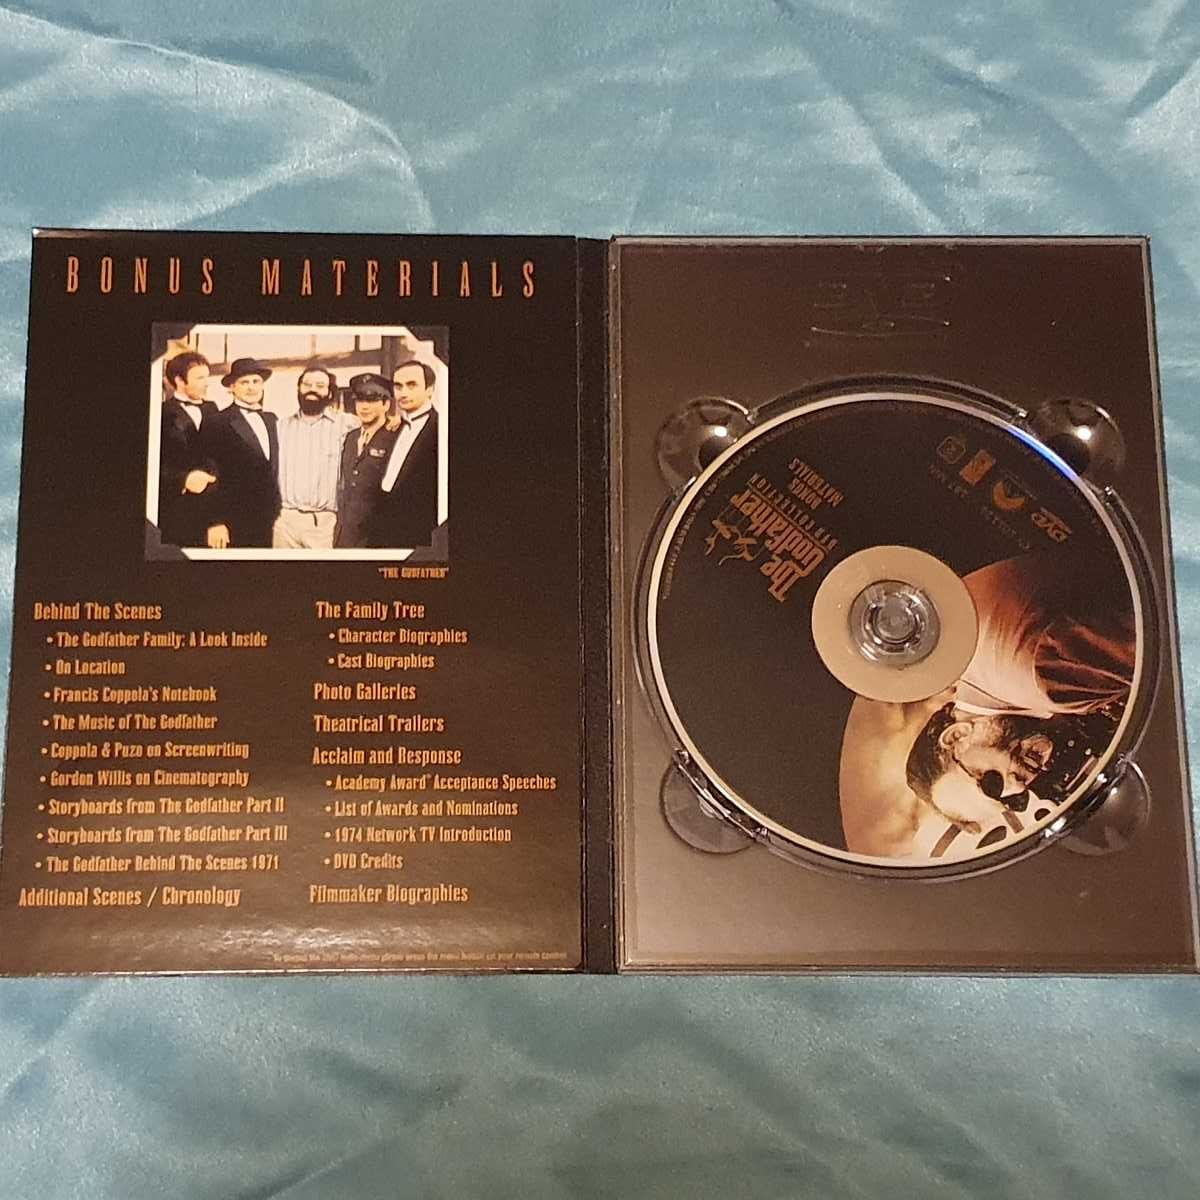 BONUS MATERIALS
"THE GODFATHER"
Behind The Scenes
• The Godfather Family: A Look Inside
• On Location
• Francis Coppola's Notebook
• The Music of The Godfather
• Coppola & Puzo on Screenwriting
• Gordon Willis on Cinematography
• Storyboards from The Godfather Part II
• Storyboards from The Godfather Part III
• The Godfather Behind The Scenes 1971
Additional Scenes / Chronology
The Family Tree
• Character Biographies
• Cast Biographies
Photo Galleries
Theatrical Trailers
Acclaim and Response
• Academy Award® Acceptance Speeches
• List of Awards and Nominations
• 1974 Network TV Introduction
• DVD Credits
Filmmaker Biographies
The
Godfather
DVD COLLECTION
BONUS
MATERIALS
DVD